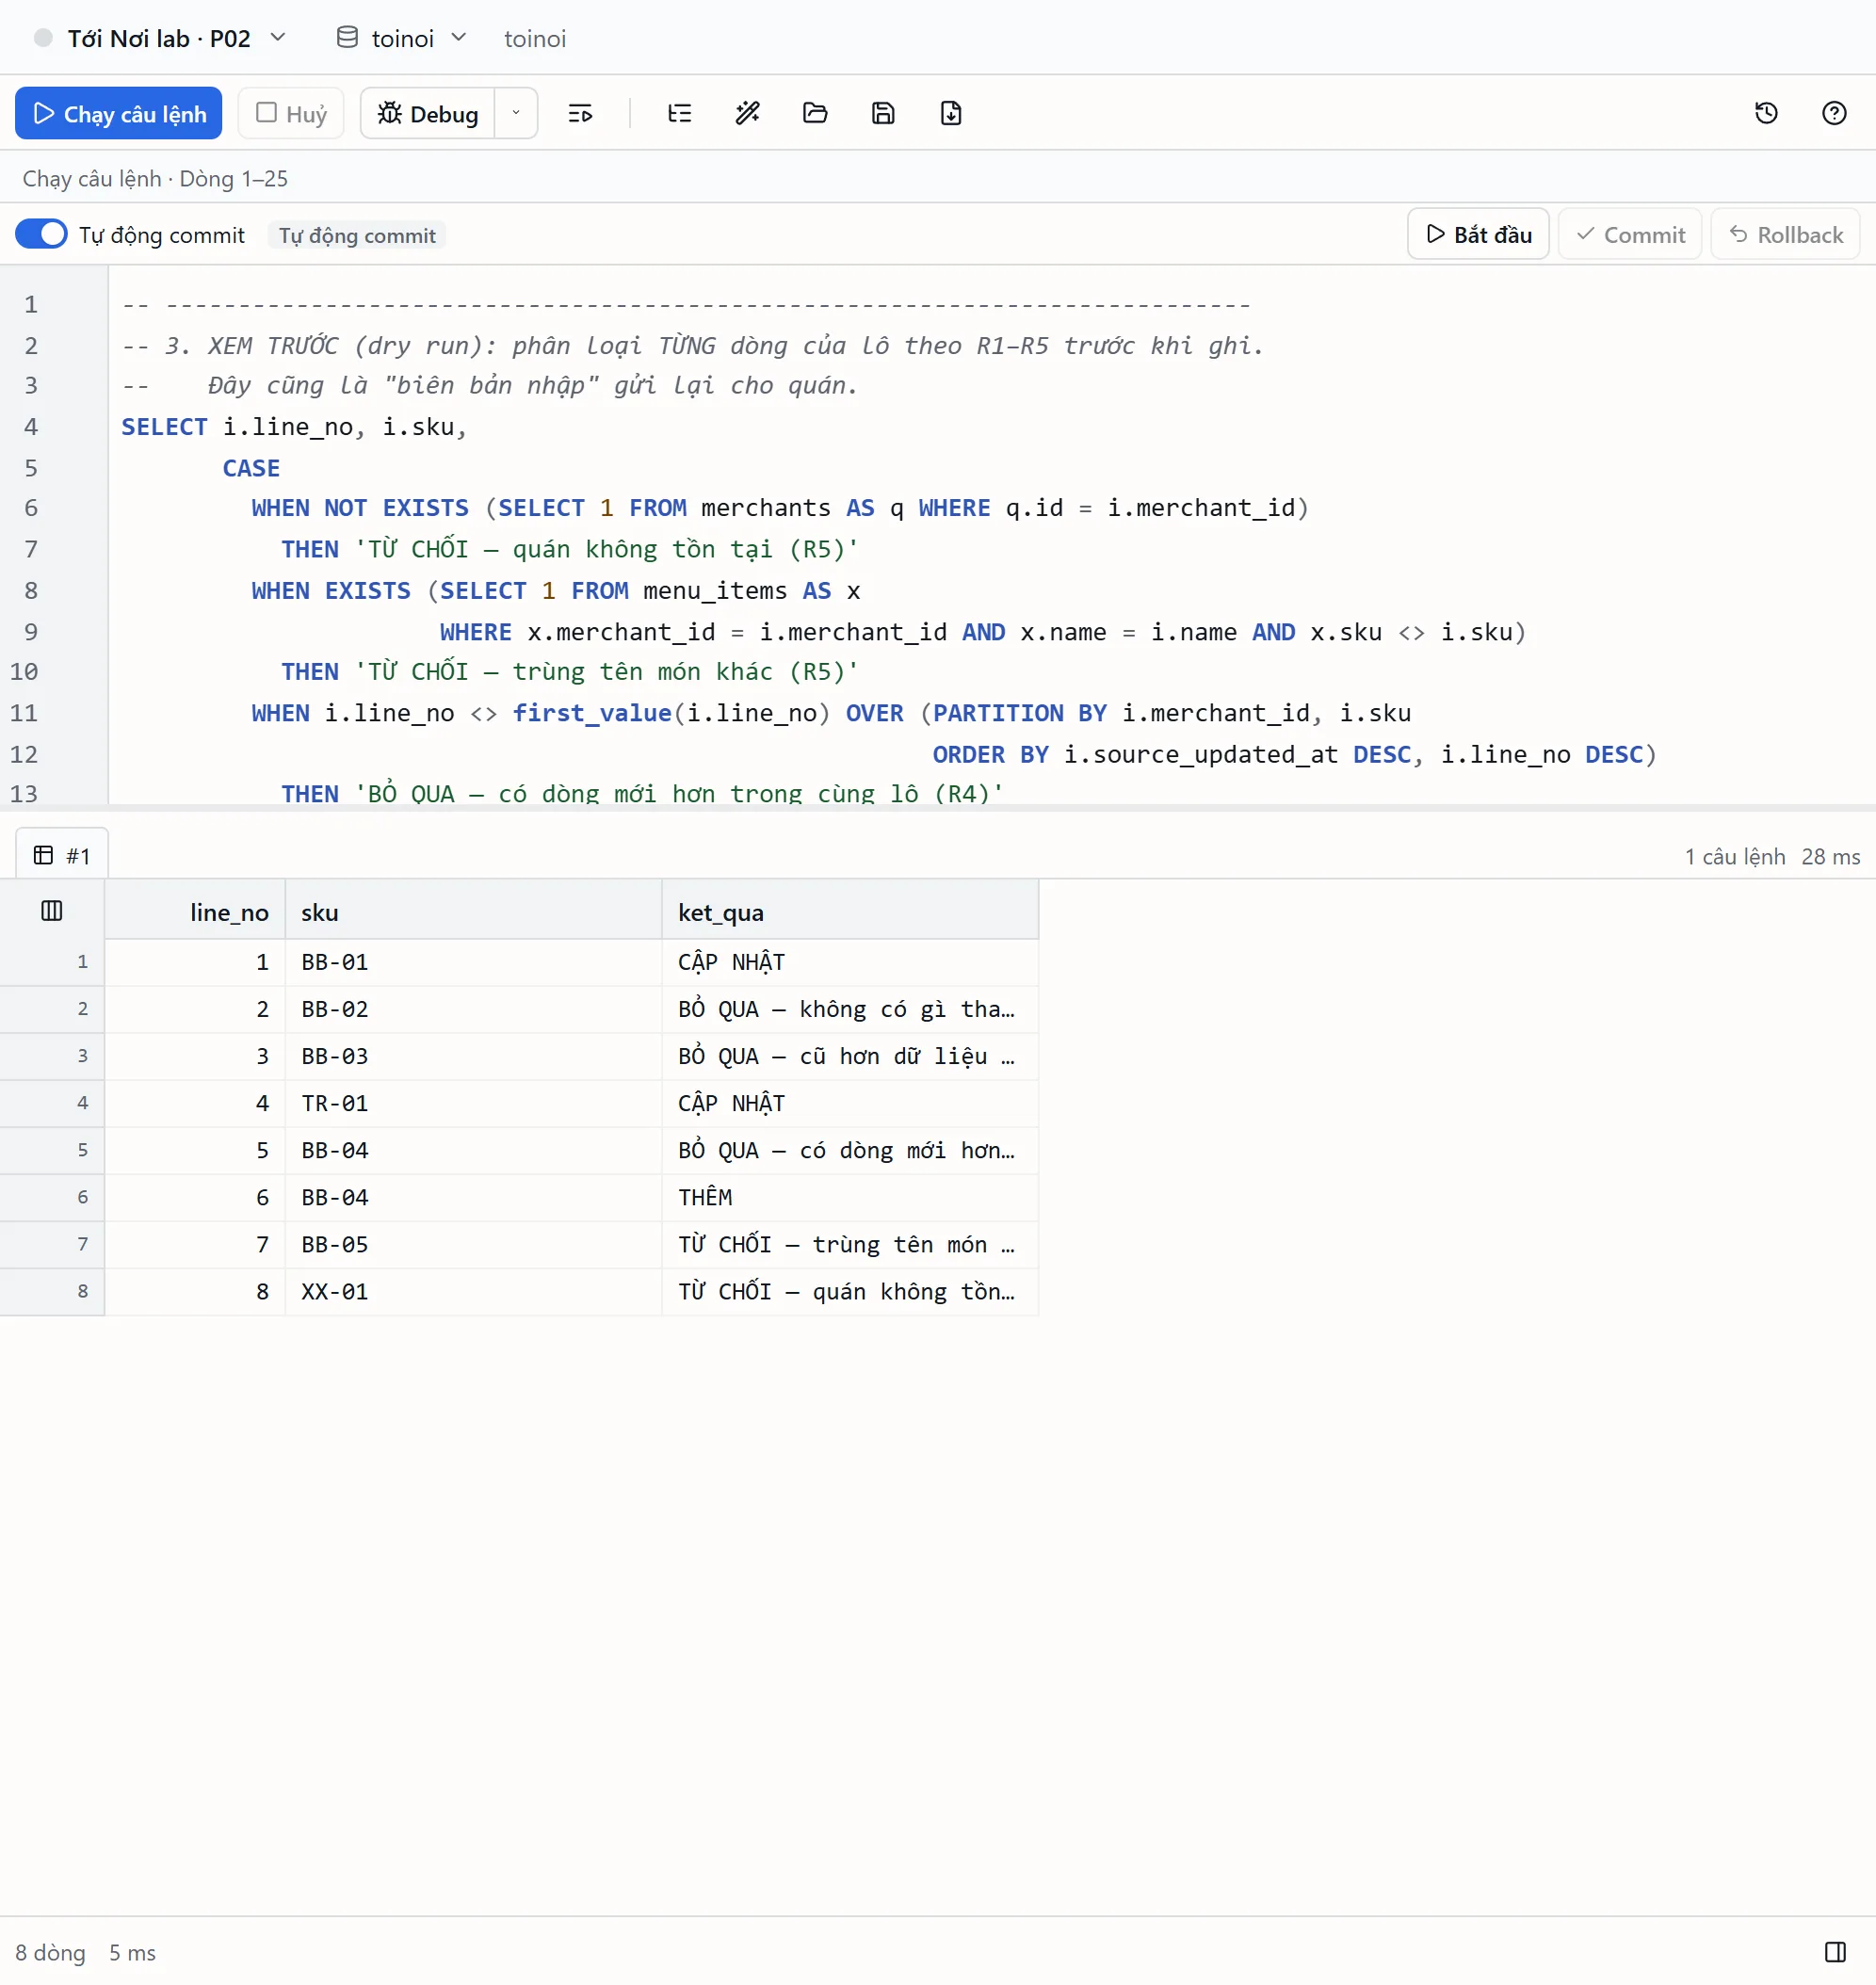 Tới Nơi lab · P02 toinoi toinoi
Chạy câu lệnh Huỷ Debug
Chạy câu lệnh · Dòng 1–25
Tự động commit Tự động commit Bắt đầu Commit Rollback
1 -- ---------------------------------------------------------------------------
2 -- 3. XEM TRƯỚC (dry run): phân loại TỪNG dòng của lô theo R1–R5 trước khi ghi.
3 -- Đây cũng là "biên bản nhập" gửi lại cho quán.
4 SELECT i.line_no, i.sku,
5 CASE
6 WHEN NOT EXISTS (SELECT 1 FROM merchants AS q WHERE q.id = i.merchant_id)
7 THEN 'TỪ CHỐI — quán không tồn tại (R5)'
8 WHEN EXISTS (SELECT 1 FROM menu_items AS x
9 WHERE x.merchant_id = i.merchant_id AND x.name = i.name AND x.sku <> i.sku)
10 THEN 'TỪ CHỐI — trùng tên món khác (R5)'
11 WHEN i.line_no <> first_value(i.line_no) OVER (PARTITION BY i.merchant_id, i.sku
12 ORDER BY i.source_updated_at DESC, i.line_no DESC)
13 THEN 'BỎ QUA — có dòng mới hơn trong cùng lô (R4)'
#1 1 câu lệnh 28 ms
line_no sku ket_qua
1 1 BB-01 CẬP NHẬT
2 2 BB-02 BỎ QUA — không có gì tha…
3 3 BB-03 BỎ QUA — cũ hơn dữ liệu …
4 4 TR-01 CẬP NHẬT
5 5 BB-04 BỎ QUA — có dòng mới hơn…
6 6 BB-04 THÊM
7 7 BB-05 TỪ CHỐI — trùng tên món …
8 8 XX-01 TỪ CHỐI — quán không tồn…
8 dòng 5 ms